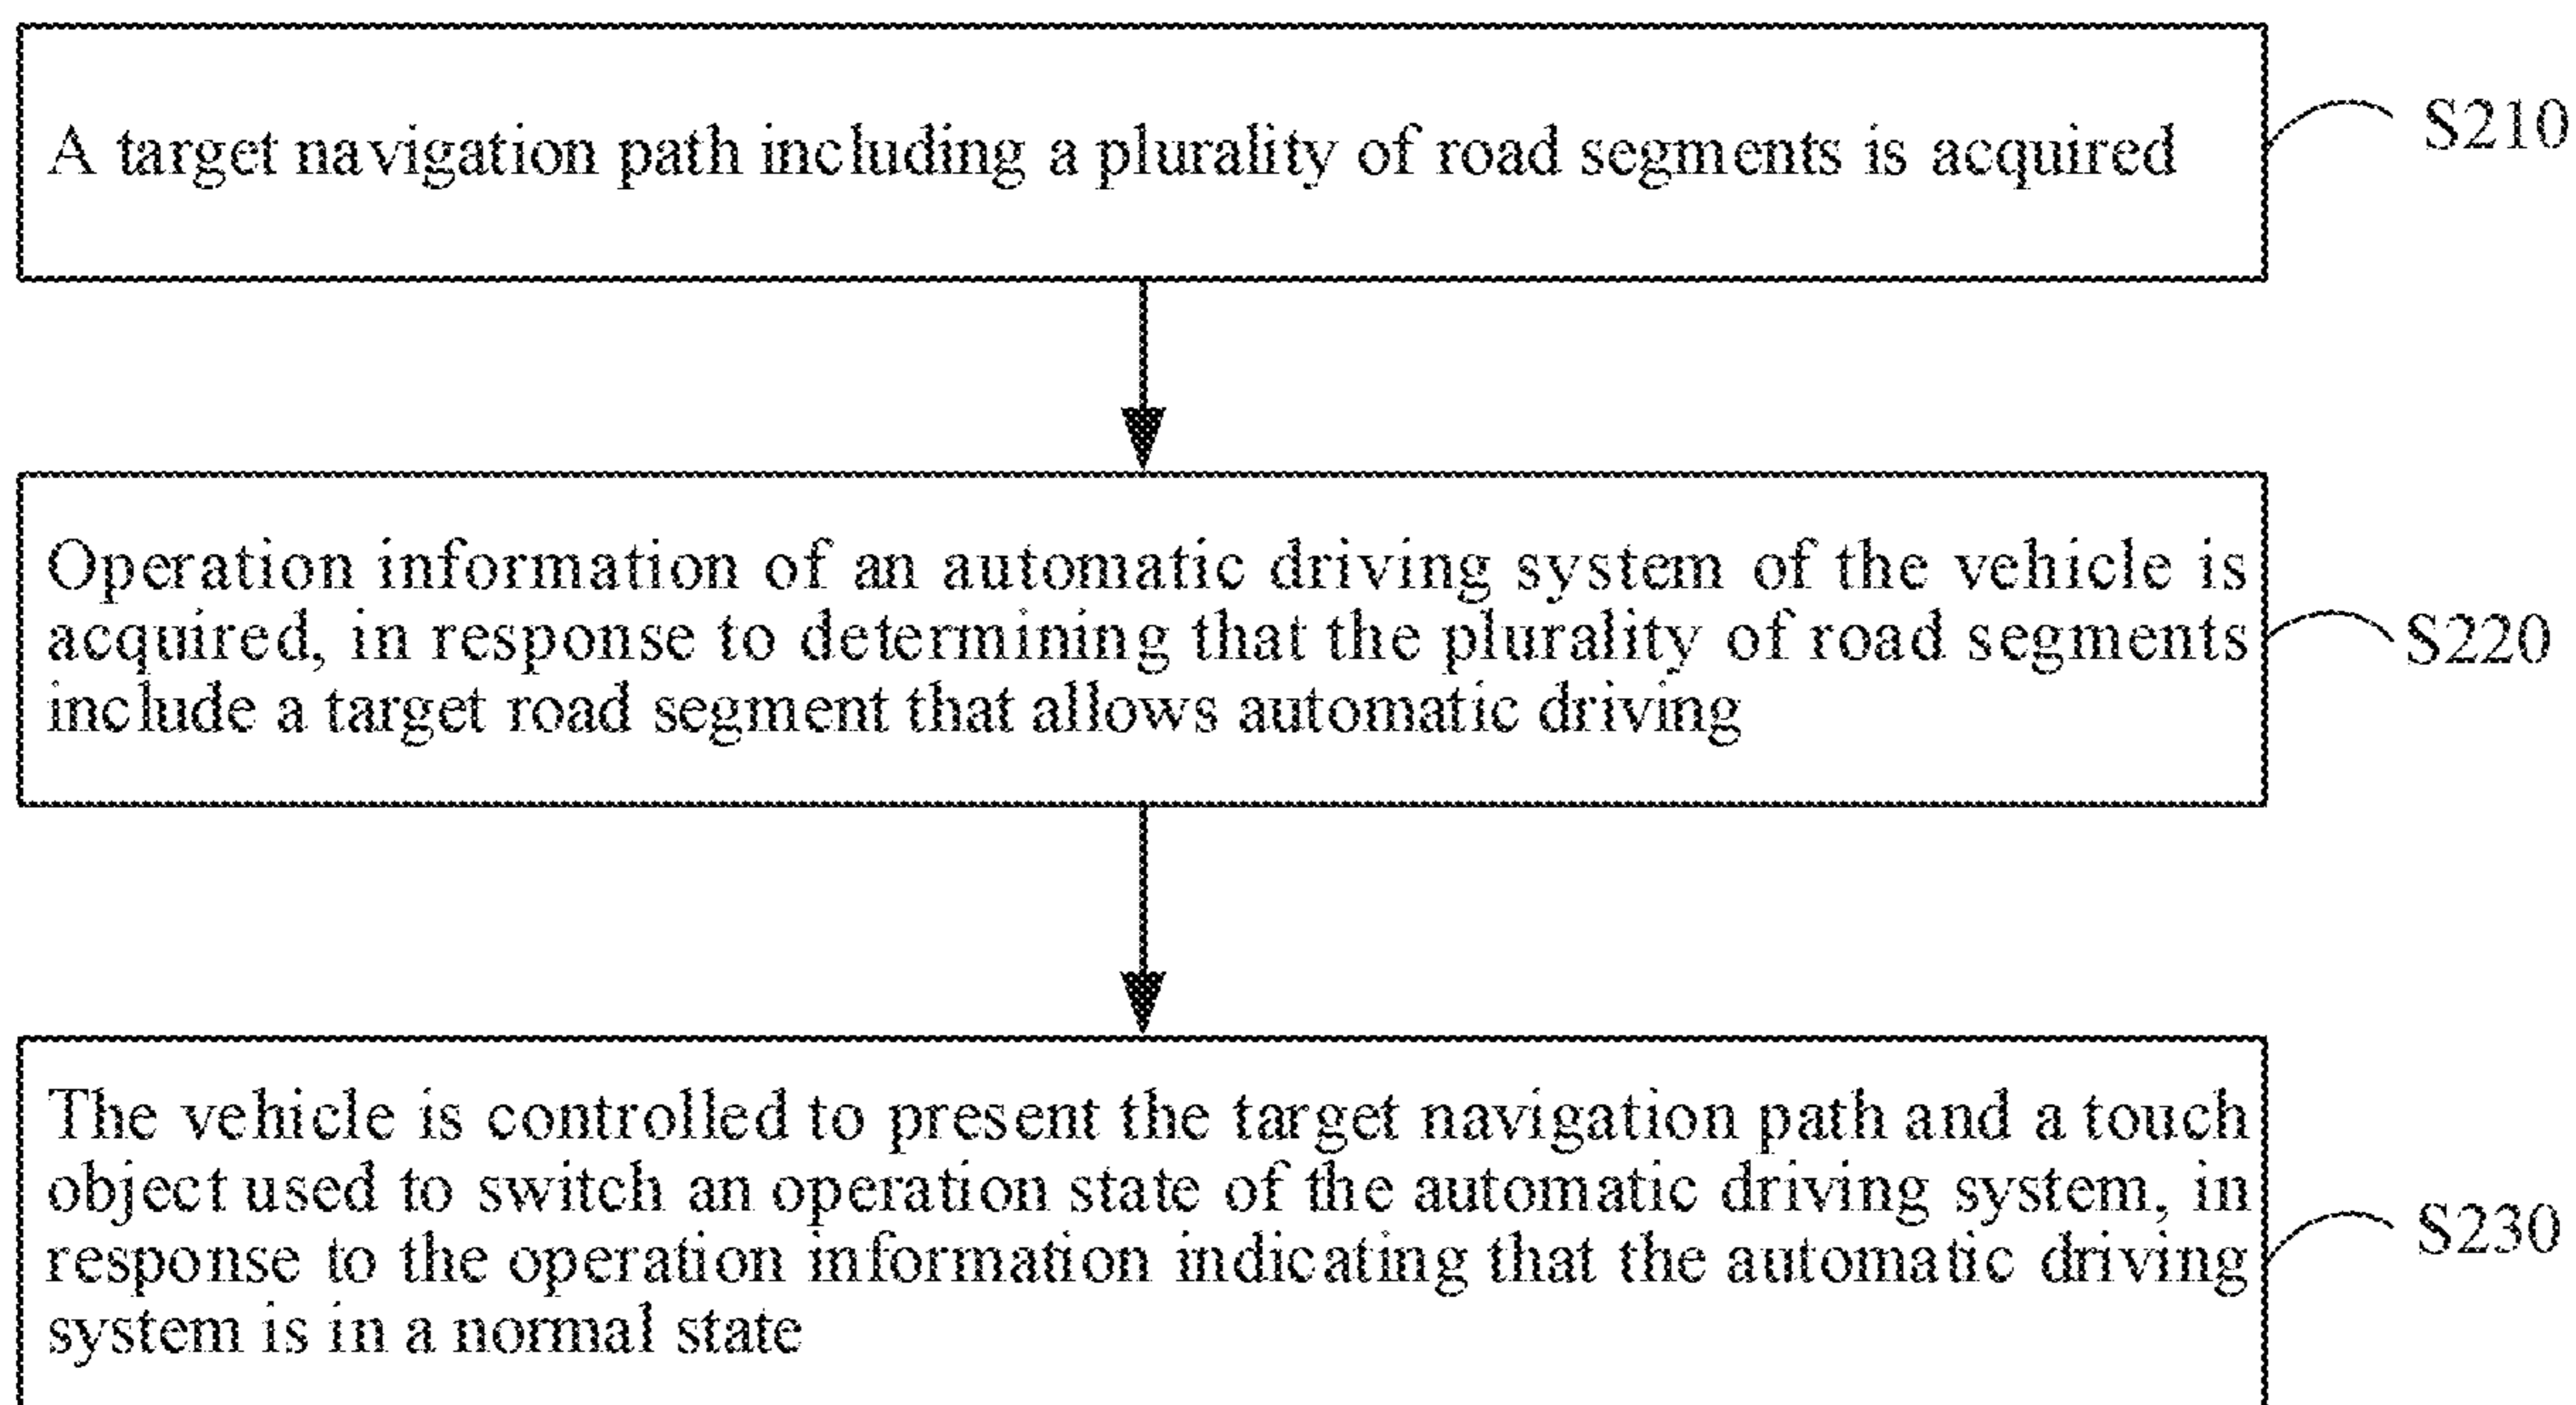 A target navigation path including a plurality of road segments is acquired
S210
Operation information of an automatic driving system of the vehicle is
acquired, in response to determining that the plurality of road segments
include a target road segment that allows automatic driving
S220
The vehicle is controlled to present the target navigation path and a touch
object used to switch an operation state of the automatic driving system, in
response to the operation information indicating that the automatic driving
system is in a normal state
S230